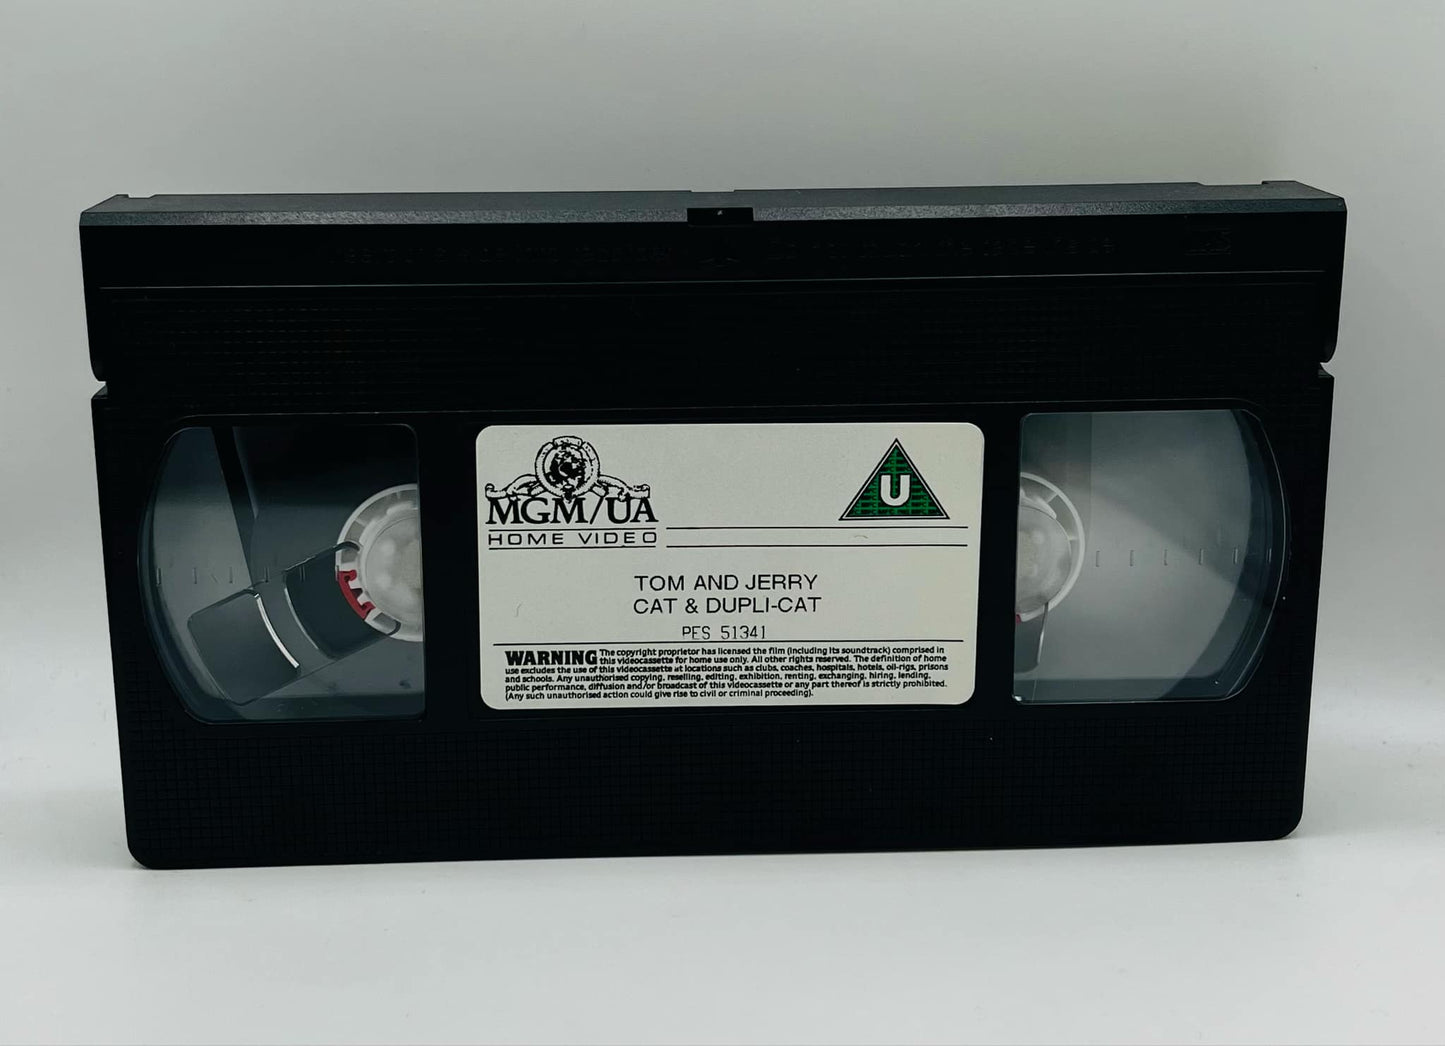 MGM/UA
HOME VIDEO
U
TOM AND JERRY
CAT & DUPLI-CAT
PES 51341
WARNING The copyright proprietor has licensed the film (including its soundtrack) comprised in
this videocassette for home use only. All other rights reserved. The definition of home
use excludes the use of this videocassette at locations such as clubs, coaches, hospitals, hotels, oil-rigs, prisons
and schools. Any unauthorised copying, reselling, editing, exhibition, renting, exchanging, hiring, lending,
public performance, diffusion and/or broadcast of this videocassette or any part thereof is strictly prohibited.
(Any such unauthorised action could give rise to civil or criminal proceeding).